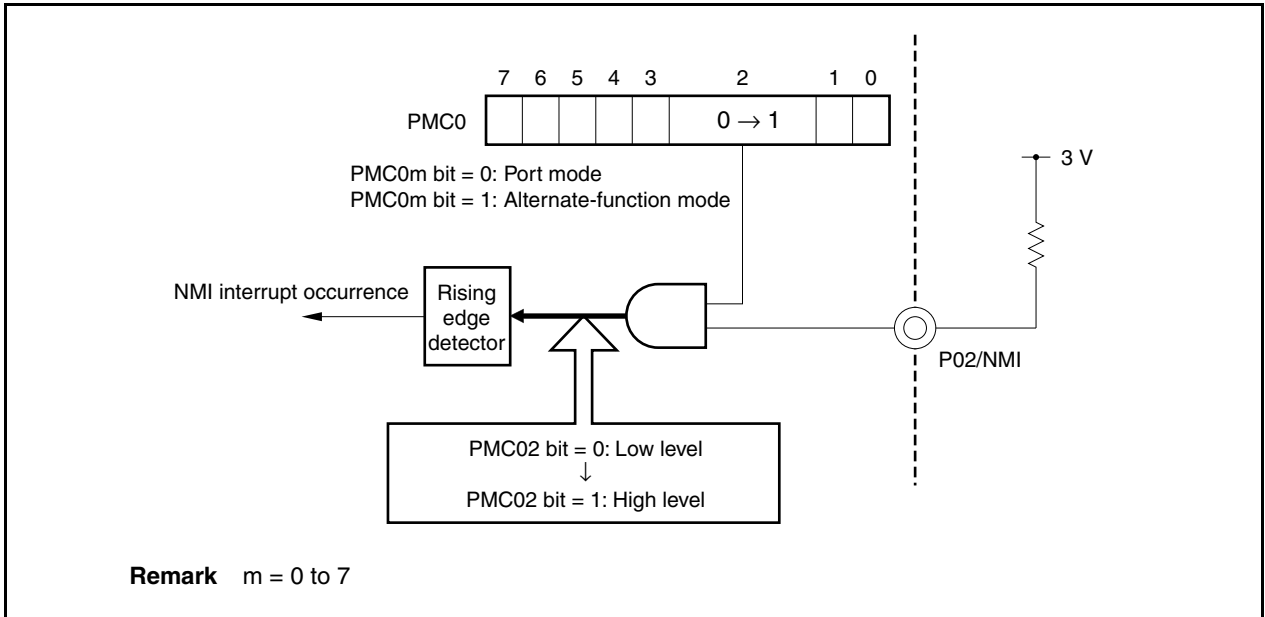 7 6 5 4 3 2 1 0
PMC0 0 → 1
3 V
PMC0m bit = 0: Port mode
PMC0m bit = 1: Alternate-function mode
NMI interrupt occurrence
Rising
edge
detector
P02/NMI
PMC02 bit = 0: Low level
↓
PMC02 bit = 1: High level
Remark m = 0 to 7